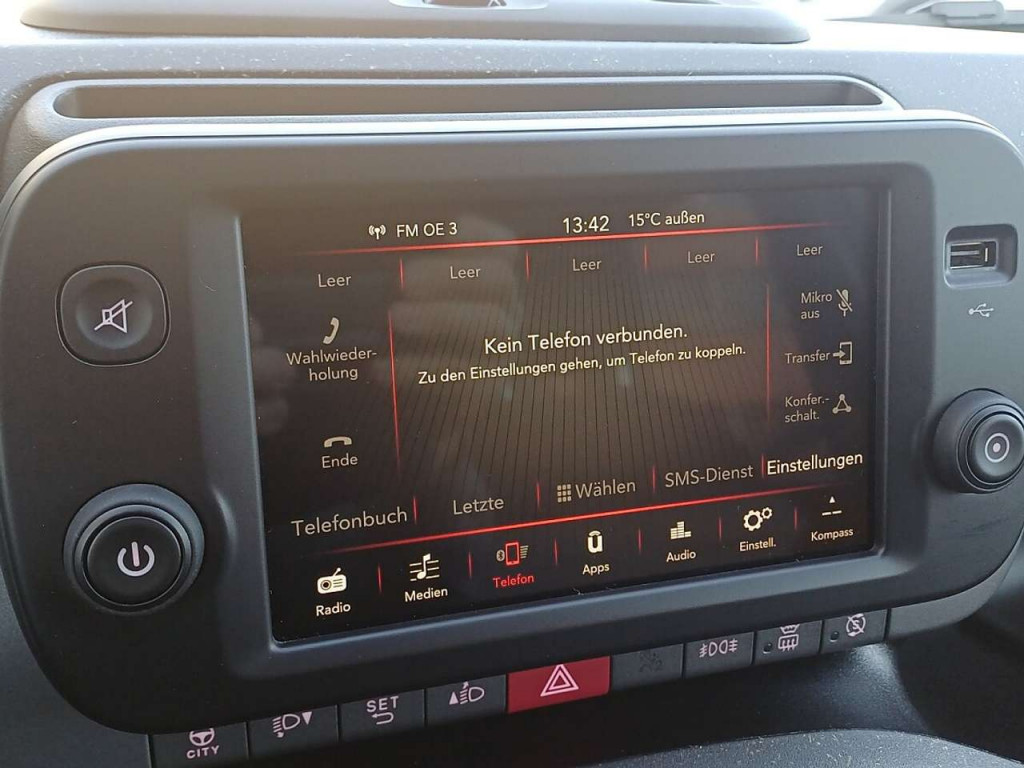 FM OE 3
13:42
15°C außen
Leer
Leer
Leer
Leer
Leer
Wahlwieder-
holung
Kein Telefon verbunden.
Zu den Einstellungen gehen, um Telefon zu koppeln.
Mikro
aus
Transfer
Konfer.-
schalt.
Ende
Telefonbuch
Letzte
Wählen
SMS-Dienst
Einstellungen
Radio
Medien
Telefon
Apps
Audio
Einstell.
Kompass
CITY
SET